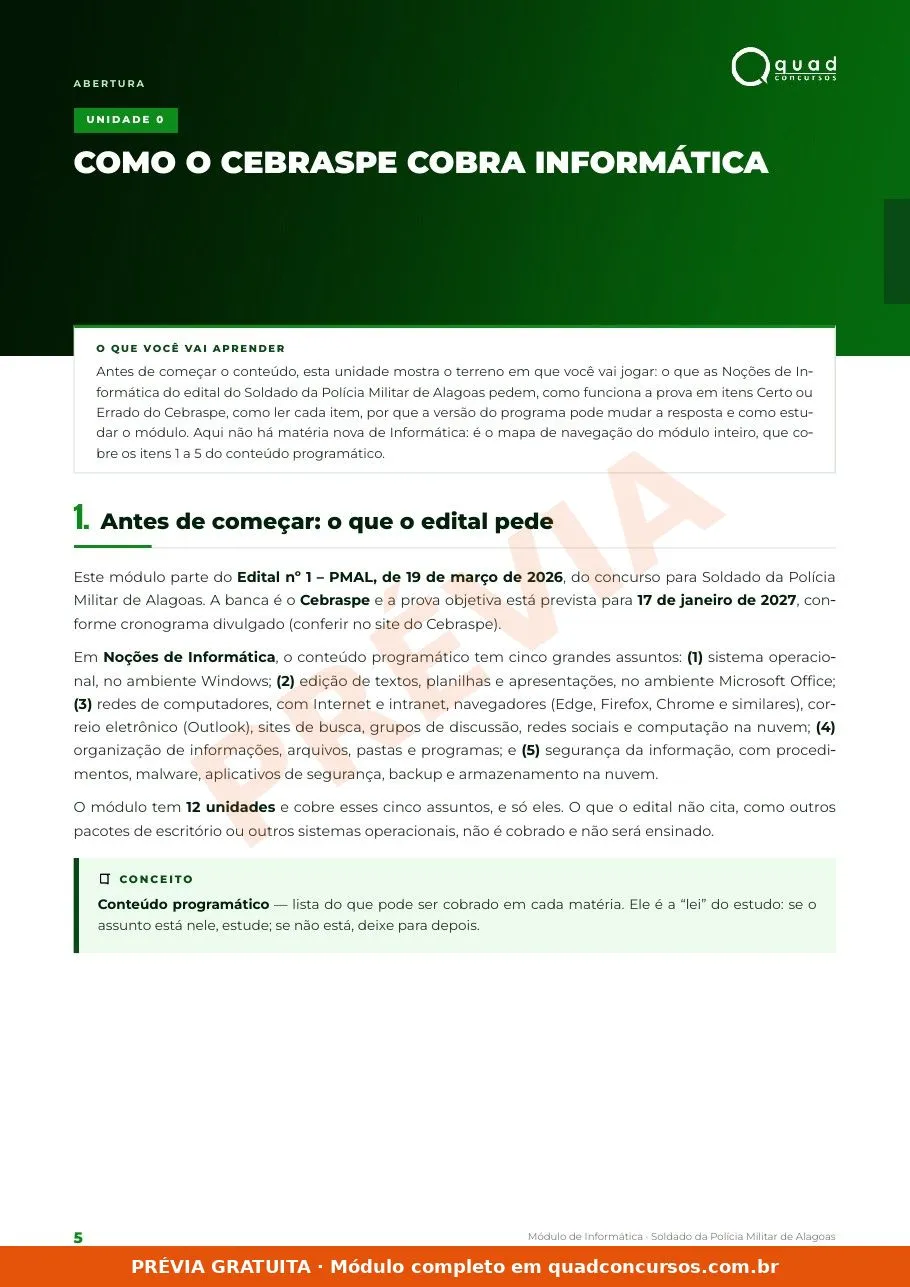 quad
concursos
ABERTURA
UNIDADE 0
COMO O CEBRASPE COBRA INFORMÁTICA
O QUE VOCÊ VAI APRENDER
Antes de começar o conteúdo, esta unidade mostra o terreno em que você vai jogar: o que as Noções de In-
formática do edital do Soldado da Polícia Militar de Alagoas pedem, como funciona a prova em itens Certo ou
Errado do Cebraspe, como ler cada item, por que a versão do programa pode mudar a resposta e como estu-
dar o módulo. Aqui não há matéria nova de Informática: é o mapa de navegação do módulo inteiro, que co-
bre os itens 1 a 5 do conteúdo programático.
1. Antes de começar: o que o edital pede
Este módulo parte do Edital nº 1 – PMAL, de 19 de março de 2026, do concurso para Soldado da Polícia
Militar de Alagoas. A banca é o Cebraspe e a prova objetiva está prevista para 17 de janeiro de 2027, con-
forme cronograma divulgado (conferir no site do Cebraspe).
Em Noções de Informática, o conteúdo programático tem cinco grandes assuntos: (1) sistema operacio-
nal, no ambiente Windows; (2) edição de textos, planilhas e apresentações, no ambiente Microsoft Office;
(3) redes de computadores, com Internet e intranet, navegadores (Edge, Firefox, Chrome e similares), cor-
reio eletrônico (Outlook), sites de busca, grupos de discussão, redes sociais e computação na nuvem; (4)
organização de informações, arquivos, pastas e programas; e (5) segurança da informação, com procedi-
mentos, malware, aplicativos de segurança, backup e armazenamento na nuvem.
O módulo tem 12 unidades e cobre esses cinco assuntos, e só eles. O que o edital não cita, como outros
pacotes de escritório ou outros sistemas operacionais, não é cobrado e não será ensinado.
CONCEITO
Conteúdo programático — lista do que pode ser cobrado em cada matéria. Ele é a “lei” do estudo: se o
assunto está nele, estude; se não está, deixe para depois.
PRÉVIA
5
Módulo de Informática · Soldado da Polícia Militar de Alagoas
PRÉVIA GRATUITA · Módulo completo em quadconcursos.com.br